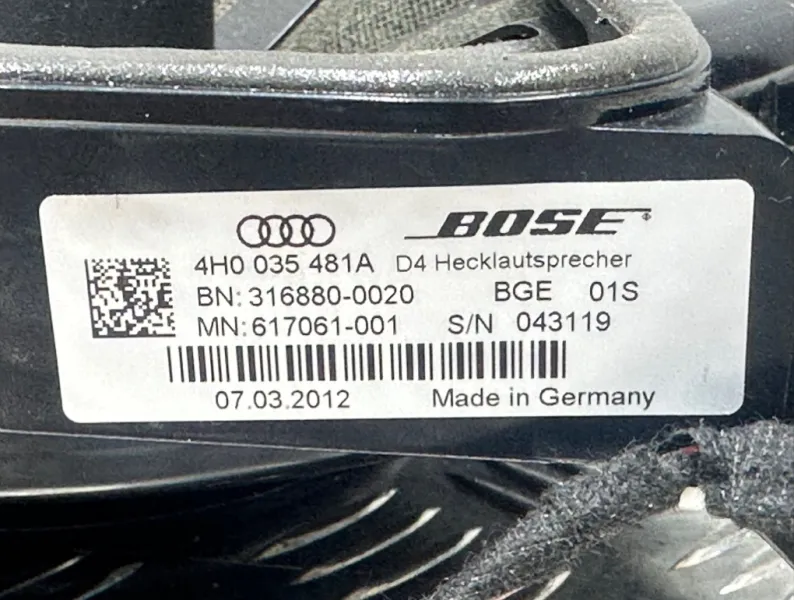 BOSE®
4H0 035 481A D4 Hecklautsprecher
BN: 316880-0020 BGE 01S
MN: 617061-001 S/N 043119
07.03.2012 Made in Germany